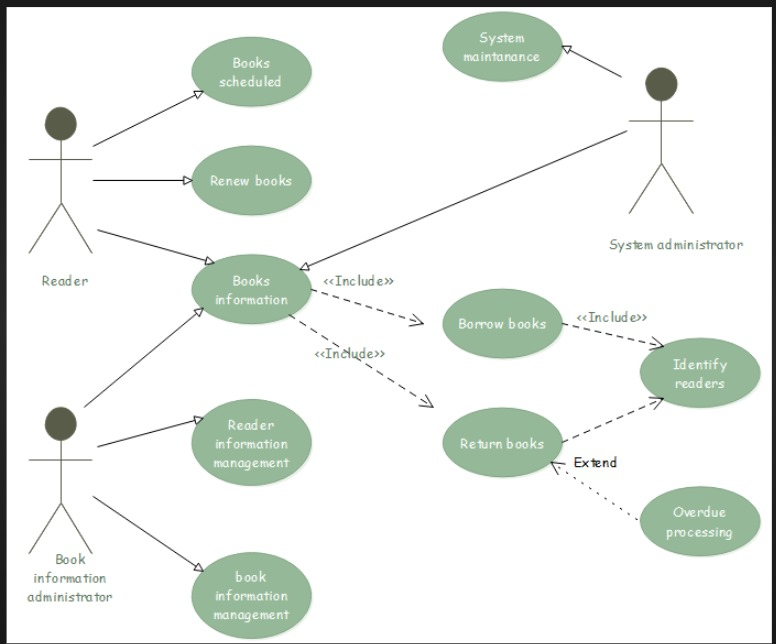 System
maintanance
Books
scheduled
Renew books
System administrator
Reader
Books
information
<<Include>>
Borrow books
<<Include>>
<<Include>>
Identify
readers
Reader
information
management
Return books
Extend
Overdue
processing
Book
information
administrator
book
information
management